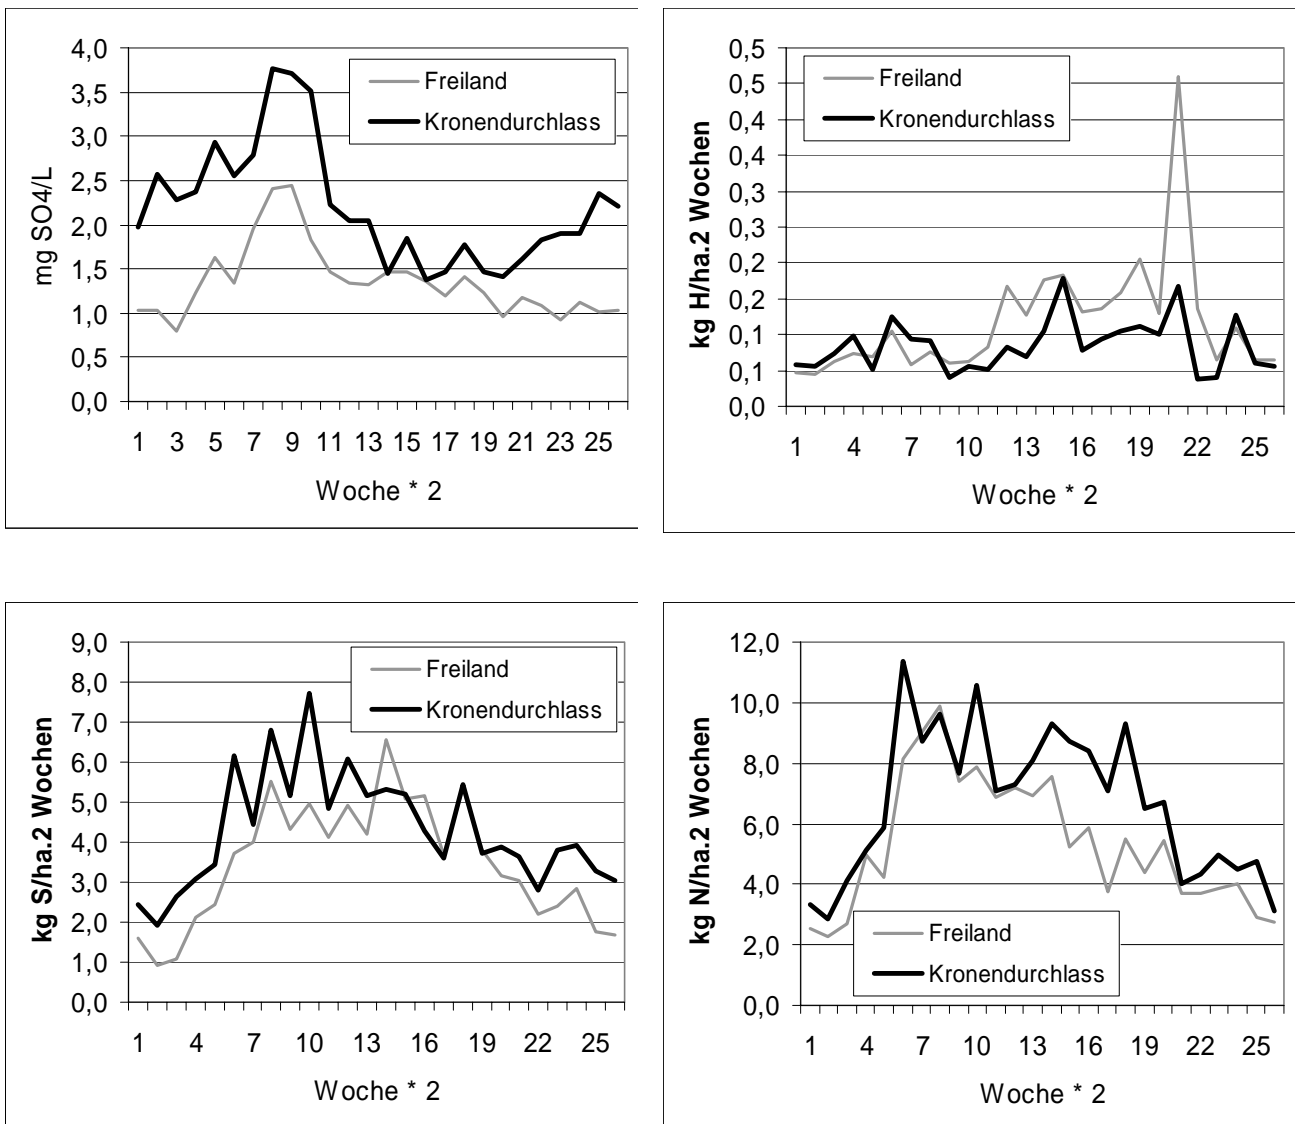 4,0
3,5
3,0
2,5
2,0
1,5
1,0
0,5
0,0
mg SO4/L
Freiland
Kronendurchlass
1 3 5 7 9 11 13 15 17 19 21 23 25
Woche * 2
0,5
0,5
0,4
0,4
0,3
0,3
0,2
0,2
0,1
0,1
0,0
kg H/ha.2 Wochen
Freiland
Kronendurchlass
1 4 7 10 13 16 19 22 25
Woche * 2
9,0
8,0
7,0
6,0
5,0
4,0
3,0
2,0
1,0
0,0
kg S/ha.2 Wochen
Freiland
Kronendurchlass
1 4 7 10 13 16 19 22 25
Woche * 2
12,0
10,0
8,0
6,0
4,0
2,0
0,0
kg N/ha.2 Wochen
Freiland
Kronendurchlass
1 4 7 10 13 16 19 22 25
Woche * 2